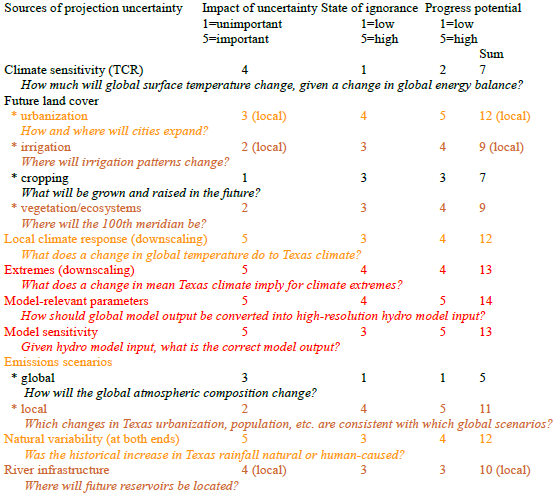 Sources of projection uncertainty Impact of uncertainty State of ignorance Progress potential
1=unimportant 1=low 1=low
5=important 5=high 5=high
Sum
Climate sensitivity (TCR) 4 1 2 7
How much will global surface temperature change, given a change in global energy balance?
Future land cover
* urbanization 3 (local) 4 5 12 (local)
How and where will cities expand?
* irrigation 2 (local) 3 4 9 (local)
Where will irrigation patterns change?
* cropping 1 3 3 7
What will be grown and raised in the future?
* vegetation/ecosystems 2 3 4 9
Where will the 100th meridian be?
Local climate response (downscaling) 5 3 4 12
What does a change in global temperature do to Texas climate?
Extremes (downscaling) 5 4 4 13
What does a change in mean Texas climate imply for climate extremes?
Model-relevant parameters 5 4 5 14
How should global model output be converted into high-resolution hydro model input?
Model sensitivity 5 3 5 13
Given hydro model input, what is the correct model output?
Emissions scenarios
* global 3 1 1 5
How will the global atmospheric composition change?
* local 2 4 5 11
Which changes in Texas urbanization, population, etc. are consistent with which global scenarios?
Natural variability (at both ends) 5 3 4 12
Was the historical increase in Texas rainfall natural or human-caused?
River infrastructure 4 (local) 3 3 10 (local)
Where will future reservoirs be located?